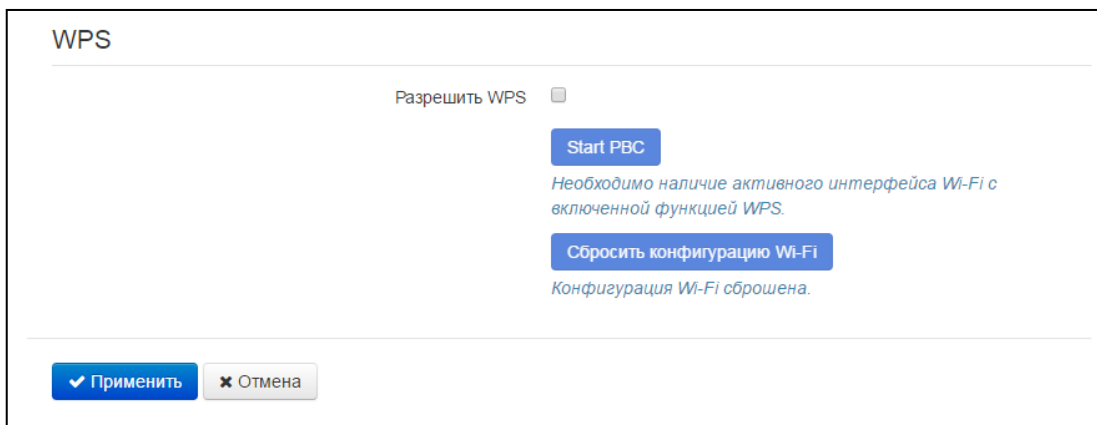 WPS
Разрешить WPS
Start PBC
Необходимо наличие активного интерфейса Wi-Fi с
включенной функцией WPS.
Сбросить конфигурацию Wi-Fi
Конфигурация Wi-Fi сброшена.
Применить
Отмена